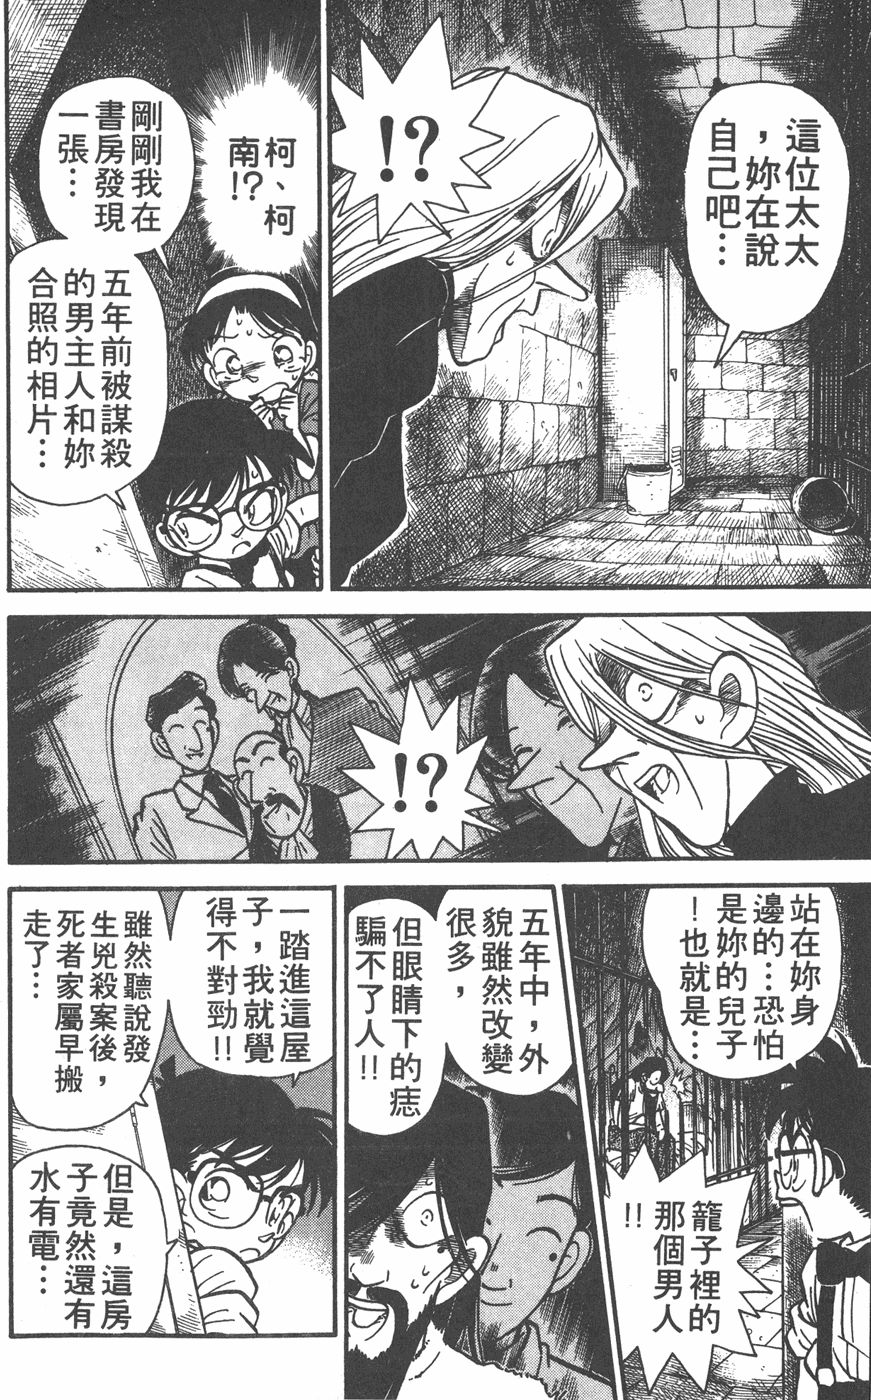 這位太太
，妳在說
自己吧…
!?
柯、柯
南!?
剛剛我在
書房發現
一張…
五年前被謀殺
的男主人和妳
合照的相片…
!?
站在妳身
邊的…恐怕
是妳的兒子
！也就是…
籠子裡的
那個男人
!!
五年中，外
貌雖然改變
很多，
但眼睛下的痣
騙不了人!!
一踏進這屋
子，我就覺
得不對勁!!
雖然聽說發
生兇殺案後，
死者家屬早搬
走了…
但是，這房
子竟然還有
水有電…